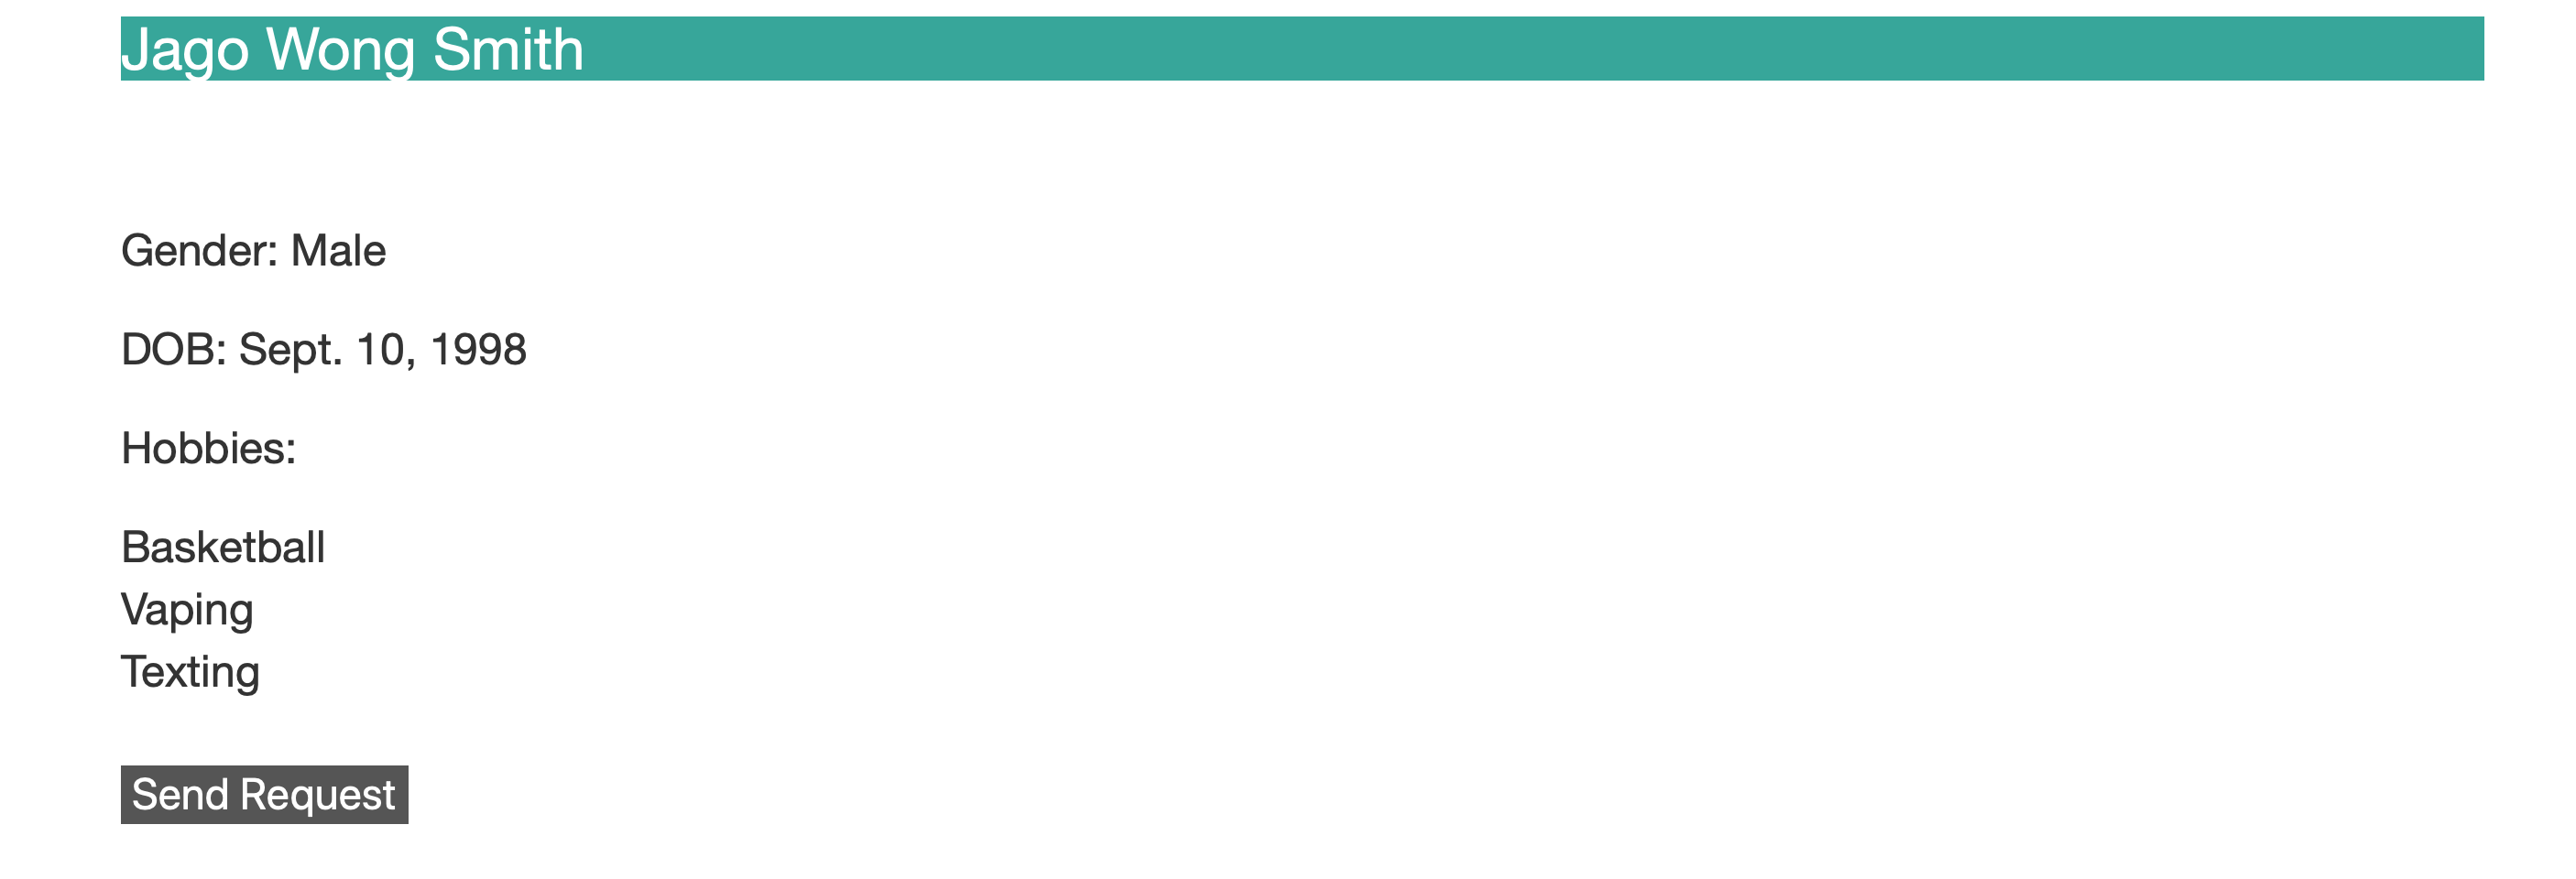 Jago Wong Smith
Gender: Male
DOB: Sept. 10, 1998
Hobbies:
Basketball
Vaping
Texting
Send Request